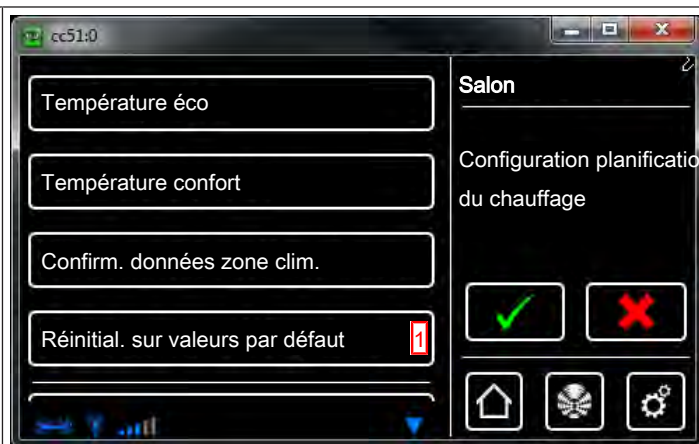 cc51:0
Température éco
Température confort
Confirm. données zone clim.
Réinitial. sur valeurs par défaut 1
Salon
Configuration planificatio
du chauffage